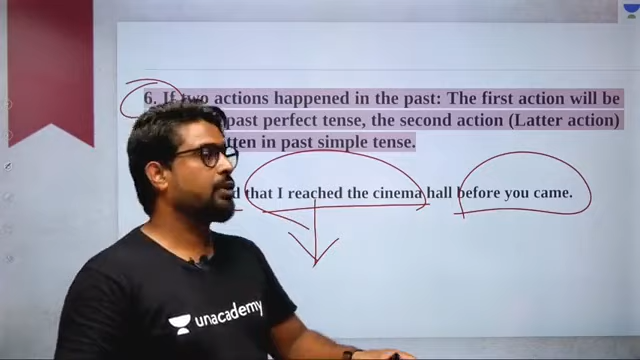 6. If two actions happened in the past: The first action will be
past perfect tense, the second action (Latter action)
in past simple tense.
that I reached the cinema hall before you came.
unacademy